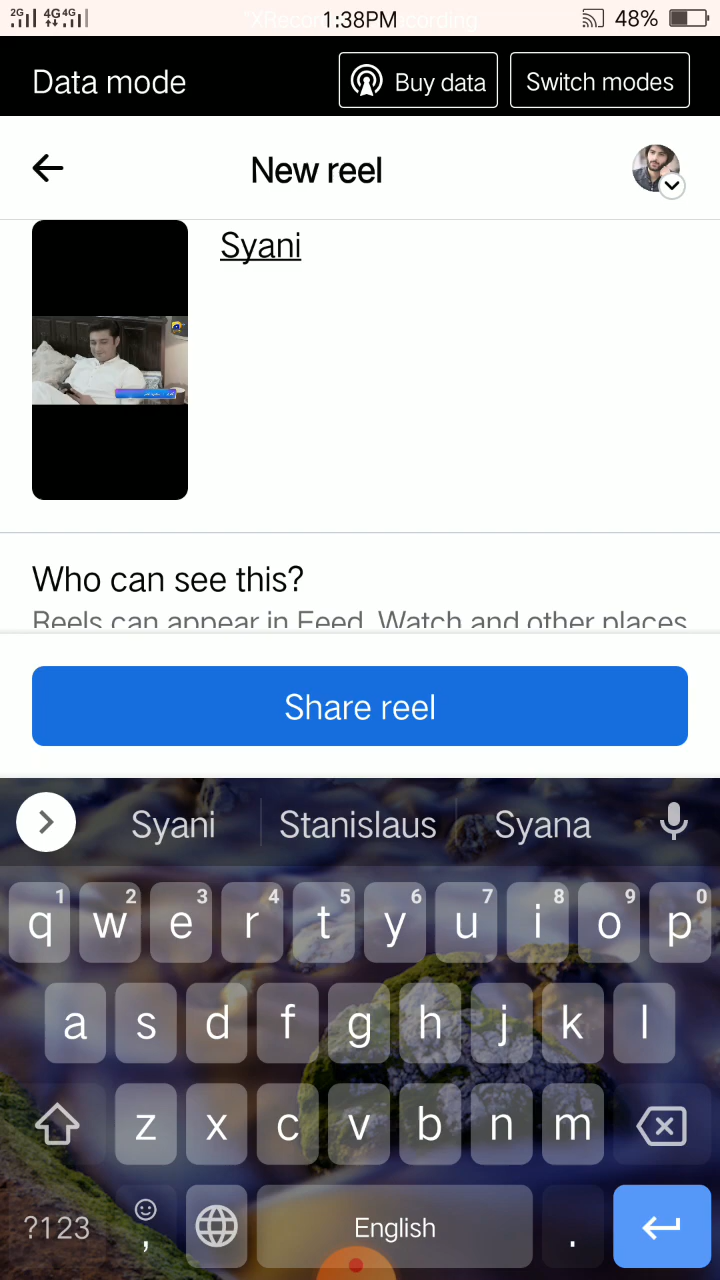 2G 4G 4G 1:38PM 48%
Data mode Buy data Switch modes
New reel
Syani
Who can see this?
Reels can appear in Feed, Watch and other places
Share reel
Syani Stanislaus Syana
1 2 3 4 5 6 7 8 9 0
q w e r t y u i o p
a s d f g h j k l
z x c v b n m
?123 , English .